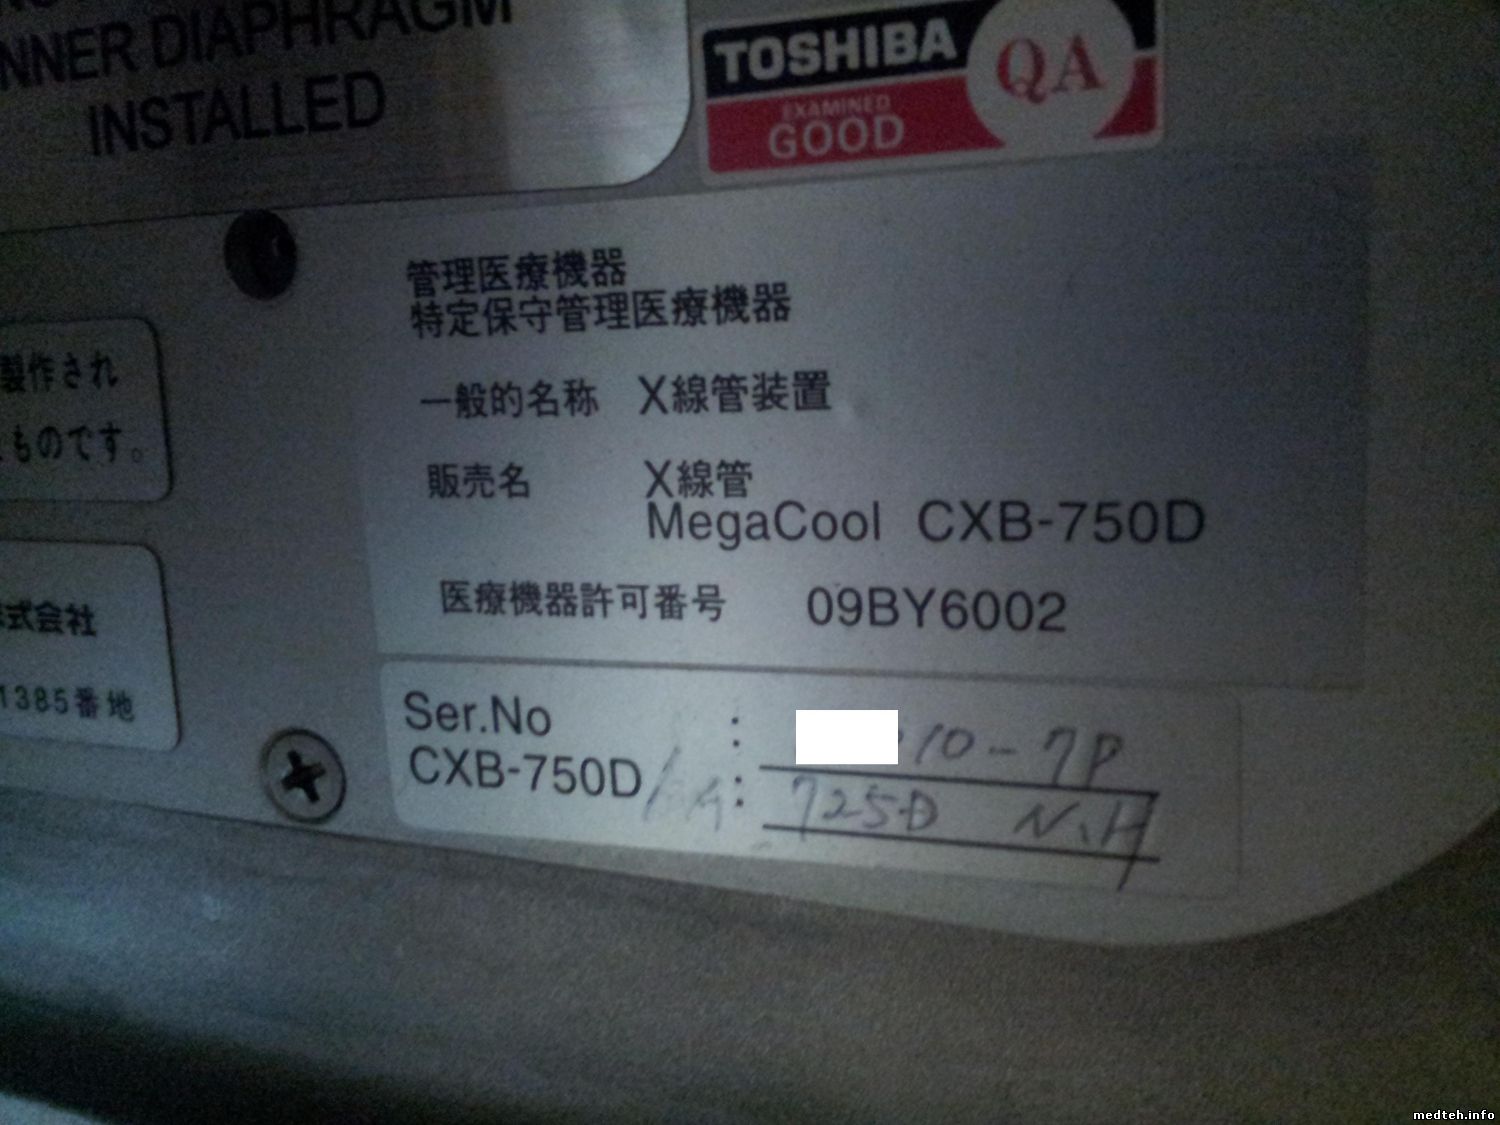 INNER DIAPHRAGM
INSTALLED
TOSHIBA
EXAMINED
GOOD
QA
管理医療機器
特定保守管理医療機器
製作され
ものです。
一般的名称 X線管装置
販売名 X線管
MegaCool CXB-750D
医療機器許可番号 09BY6002
式会社
1385番地
Ser.No : 10-7P
CXB-750D/ : 725D N.H
medteh.info